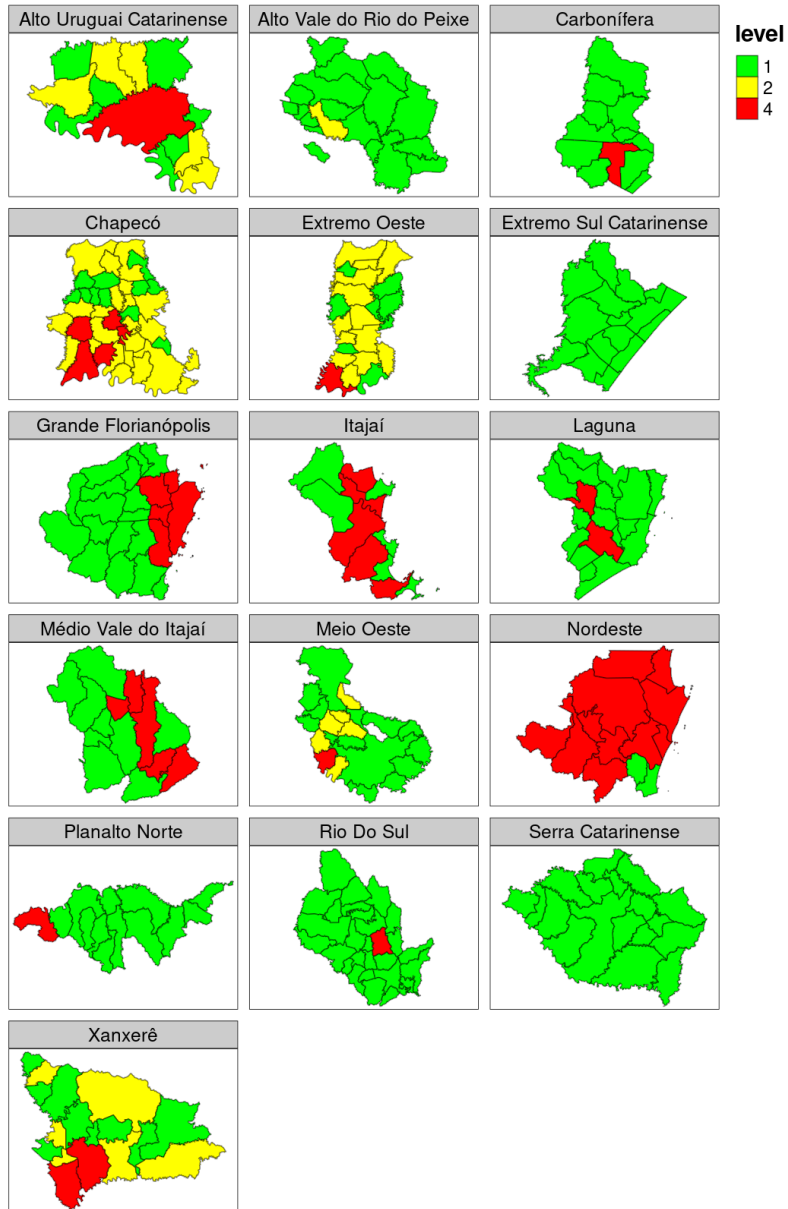 Alto Uruguai Catarinense
Alto Vale do Rio do Peixe
Carbonífera
level
1
2
4
Chapecó
Extremo Oeste
Extremo Sul Catarinense
Grande Florianópolis
Itajaí
Laguna
Médio Vale do Itajaí
Meio Oeste
Nordeste
Planalto Norte
Rio Do Sul
Serra Catarinense
Xanxerê